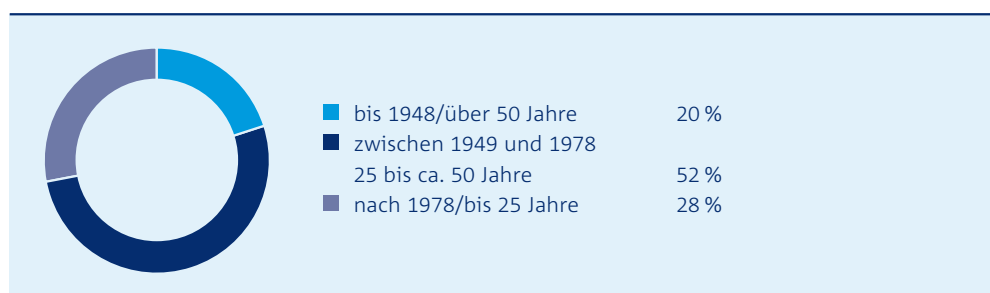 bis 1948/über 50 Jahre 20 %
zwischen 1949 und 1978
25 bis ca. 50 Jahre 52 %
nach 1978/bis 25 Jahre 28 %